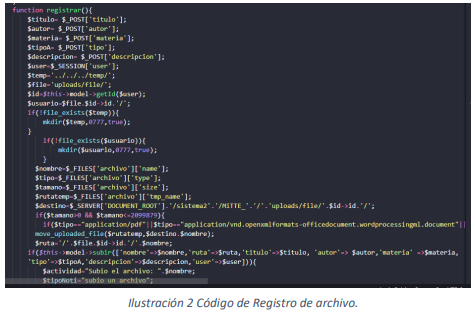 function registrar(){
$titulo= $_POST['titulo'];
$autor= $_POST['autor'];
$materia= $_POST['materia'];
$tipoA= $_POST['tipo'];
$descripcion= $_POST['descripcion'];
$user=$_SESSION['user'];
$temp='../../../temp/';
$file='uploads/file/';
$id=$this->model->getId($user);
$usuario=$file.$id->id.'/';
if(!file_exists($temp)){
mkdir($temp,0777,true);
}
if(!file_exists($usuario)){
mkdir($usuario,0777,true);
}
$nombre=$_FILES['archivo']['name'];
$tipo=$_FILES['archivo']['type'];
$tamano=$_FILES['archivo']['size'];
$rutatemp=$_FILES['archivo']['tmp_name'];
$destino=$_SERVER['DOCUMENT_ROOT'].'/sistema2'.'/MITTE_'.'/'.'uploads/file/'.$id->id.'/';
if($tamano>0 && $tamano<=2099879){
if($tipo=="application/pdf"||$tipo=="application/vnd.openxmlformats-officedocument.wordprocessingml.document"||
move_uploaded_file($rutatemp,$destino.$nombre);
$ruta='/'.$file.$id->id.'/'.$nombre;
if($this->model->subir(['nombre'=>$nombre,'ruta'=>$ruta,'titulo'=>$titulo, 'autor'=> $autor,'materia' =>$materia,
'tipo'=>$tipoA,'descripcion'=>$descripcion,'user'=>$user])){
$actividad="Subio el archivo: ".$nombre;
$tipoNoti="subio un archivo";
Ilustración 2 Código de Registro de archivo.